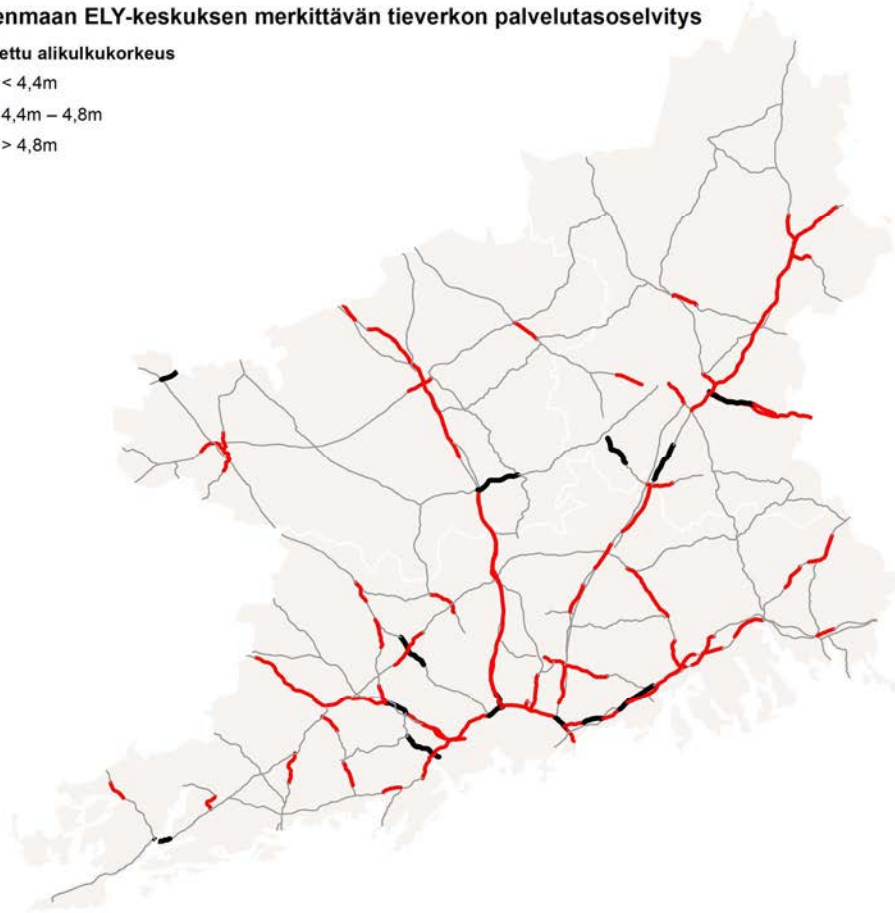 enmaan ELY-keskuksen merkittävän tieverkon palvelutasoselvitys
ettu alikulkukorkeus
< 4,4m
4,4m – 4,8m
> 4,8m